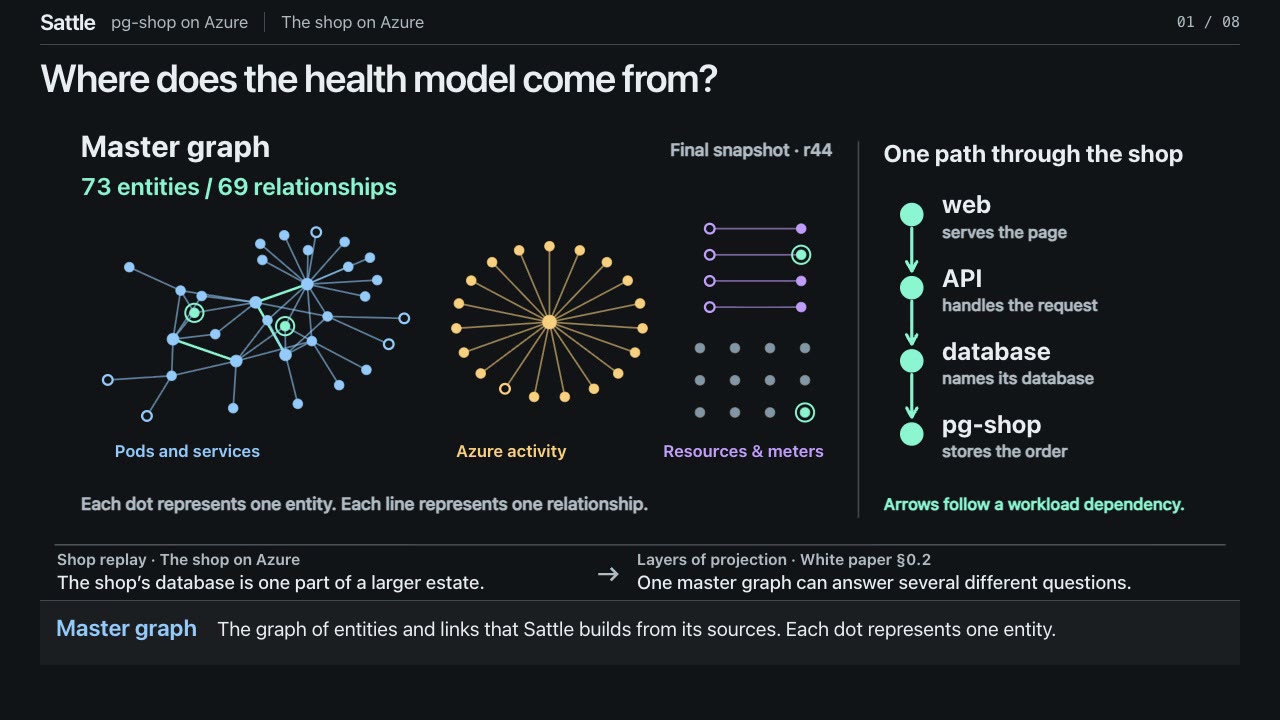 Sattle pg-shop on Azure The shop on Azure 01 / 08
Where does the health model come from?
Master graph
Final snapshot · r44
73 entities / 69 relationships
Pods and services
Azure activity
Resources & meters
Each dot represents one entity. Each line represents one relationship.
One path through the shop
web
serves the page
API
handles the request
database
names its database
pg-shop
stores the order
Arrows follow a workload dependency.
Shop replay · The shop on Azure
The shop’s database is one part of a larger estate.
→
Layers of projection · White paper §0.2
One master graph can answer several different questions.
Master graph The graph of entities and links that Sattle builds from its sources. Each dot represents one entity.